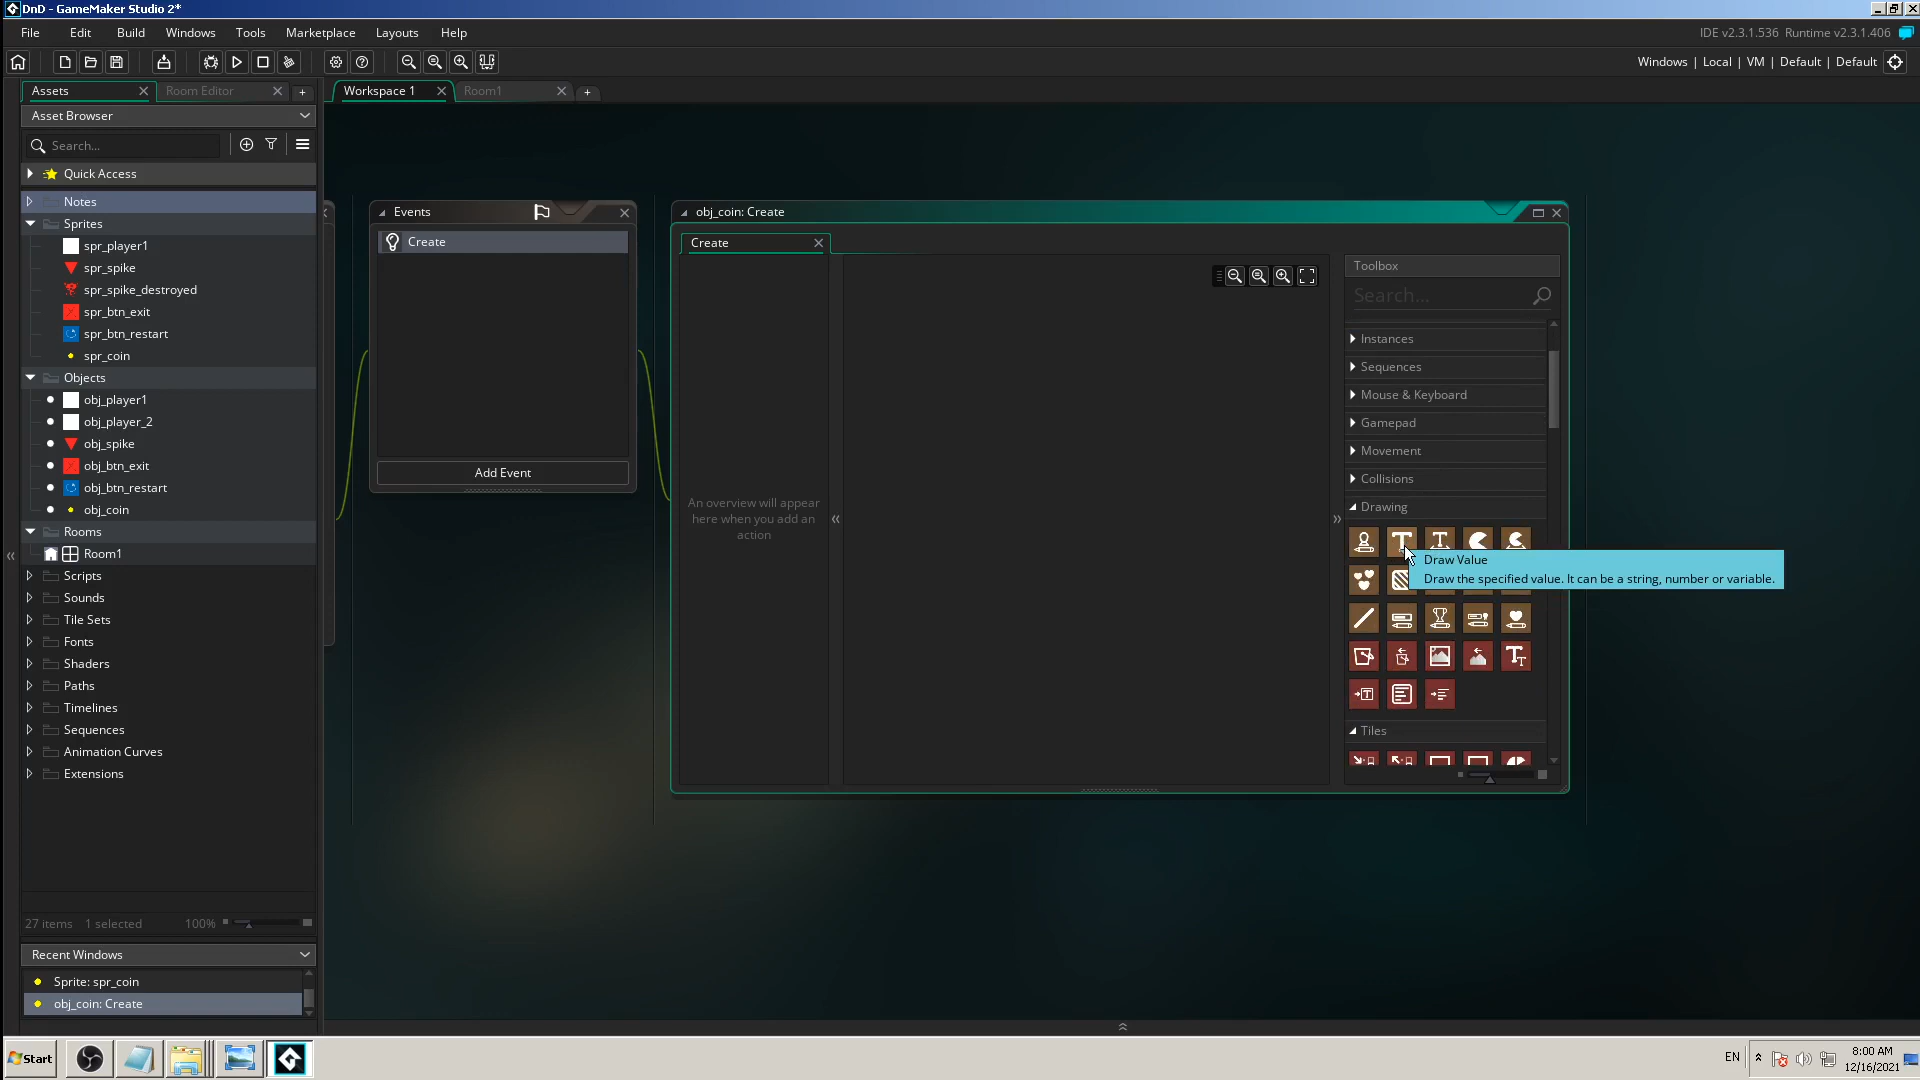 DnD - GameMaker Studio 2*
File Edit Build Windows Tools Marketplace Layouts Help
IDE v2.3.1.536 Runtime v2.3.1.406
Windows | Local | VM | Default | Default
Assets Room Editor
Workspace 1 Room1
Asset Browser
Search...
Quick Access
Notes
Sprites
spr_player1
spr_spike
spr_spike_destroyed
spr_btn_exit
spr_btn_restart
spr_coin
Objects
obj_player1
obj_player_2
obj_spike
obj_btn_exit
obj_btn_restart
obj_coin
Rooms
Room1
Scripts
Sounds
Tile Sets
Fonts
Shaders
Paths
Timelines
Sequences
Animation Curves
Extensions
27 items 1 selected 100%
Recent Windows
Sprite: spr_coin
obj_coin: Create
Events
Create
Add Event
obj_coin: Create
Create
An overview will appear
here when you add an
action
Toolbox
Search...
Instances
Sequences
Mouse & Keyboard
Gamepad
Movement
Collisions
Drawing
Draw Value
Draw the specified value. It can be a string, number or variable.
Tiles
Start
EN
8:00 AM
12/16/2021